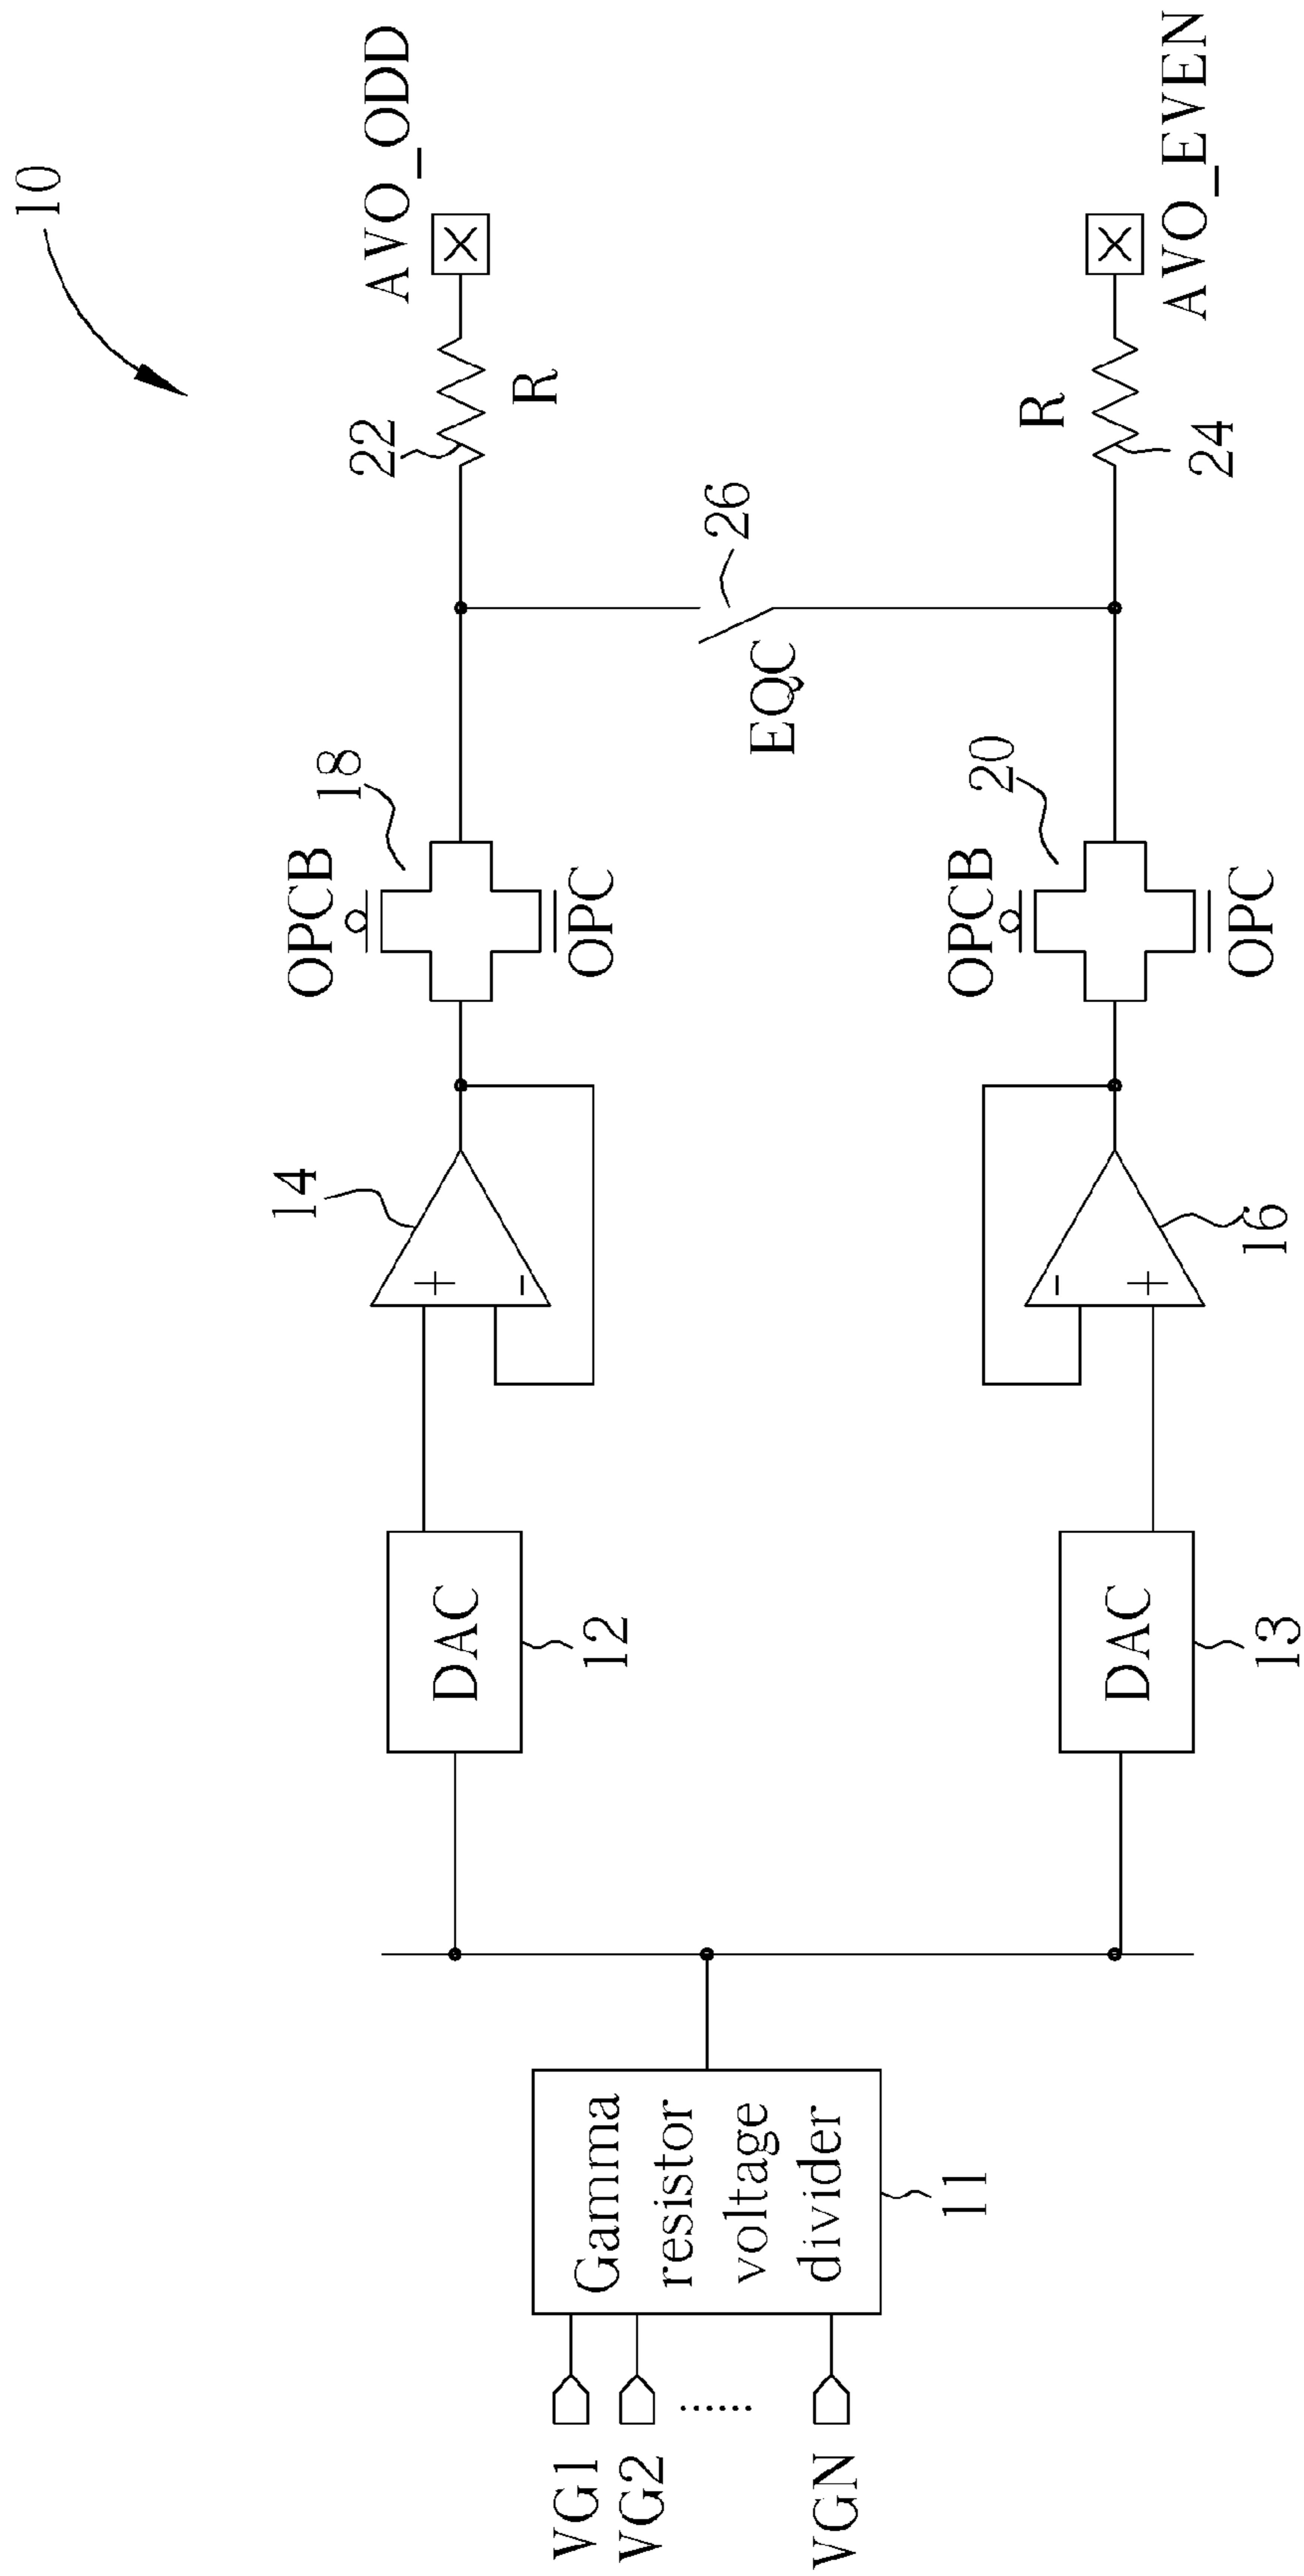 10
AVO_ODD
22
R
18
OPCB
OPC
14
DAC
12
EQC
26
Gamma
resistor
voltage
divider
11
VG1
VG2
......
VGN
AVO_EVEN
R
24
20
OPCB
OPC
16
DAC
13
+
-
-
+